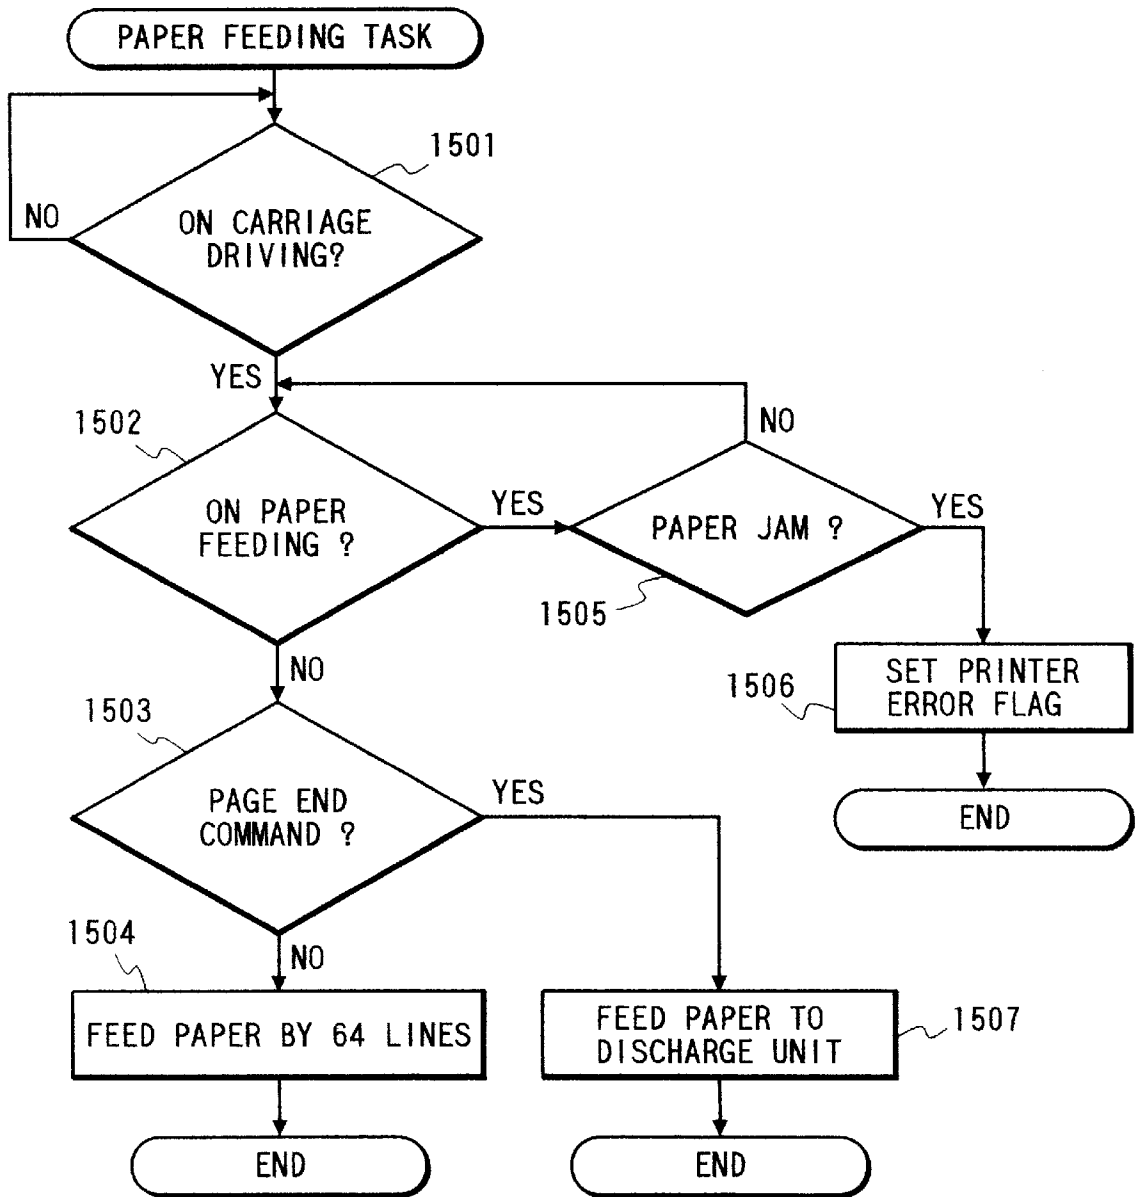 PAPER FEEDING TASK
1501
NO
ON CARRIAGE
DRIVING?
YES
1502
NO
ON PAPER
FEEDING ?
YES
PAPER JAM ?
YES
1505
NO
1503
SET PRINTER
ERROR FLAG
1506
PAGE END
COMMAND ?
YES
END
1504
NO
FEED PAPER BY 64 LINES
FEED PAPER TO
DISCHARGE UNIT
1507
END
END